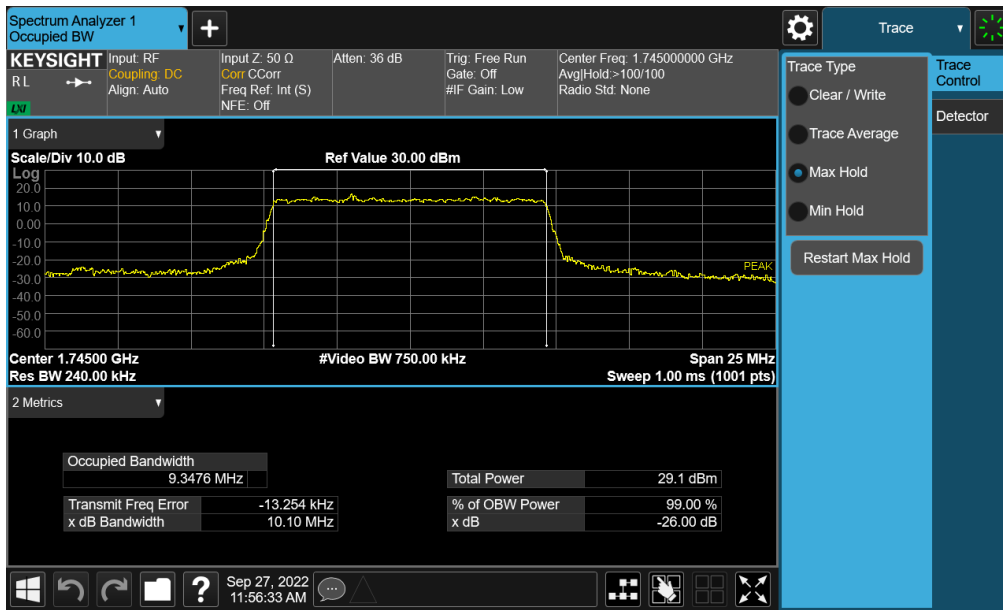 Spectrum Analyzer 1
Occupied BW
+
Trace
KEYSIGHT
R L
LXI
Input: RF
Coupling: DC
Align: Auto
Input Z: 50 Ω
Corr CCorr
Freq Ref: Int (S)
NFE: Off
Atten: 36 dB
Trig: Free Run
Gate: Off
#IF Gain: Low
Center Freq: 1.745000000 GHz
Avg|Hold:>100/100
Radio Std: None
Trace Type
Clear / Write
Trace Average
Max Hold
Min Hold
Restart Max Hold
Trace
Control
Detector
1 Graph
Scale/Div 10.0 dB
Ref Value 30.00 dBm
Log
20.0
10.0
0.00
-10.0
-20.0
-30.0
-40.0
-50.0
-60.0
PEAK
Center 1.74500 GHz
#Video BW 750.00 kHz
Span 25 MHz
Res BW 240.00 kHz
Sweep 1.00 ms (1001 pts)
2 Metrics
Occupied Bandwidth
9.3476 MHz
Total Power 29.1 dBm
Transmit Freq Error -13.254 kHz
% of OBW Power 99.00 %
x dB Bandwidth 10.10 MHz
x dB -26.00 dB
?
Sep 27, 2022
11:56:33 AM